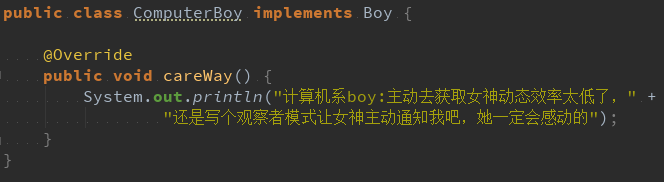 public class ComputerBoy implements Boy {
@Override
public void careWay() {
System.out.println("计算机系boy:主动去获取女神动态效率太低了，" +
"还是写个观察者模式让女神主动通知我吧，她一定会感动的");
}
}